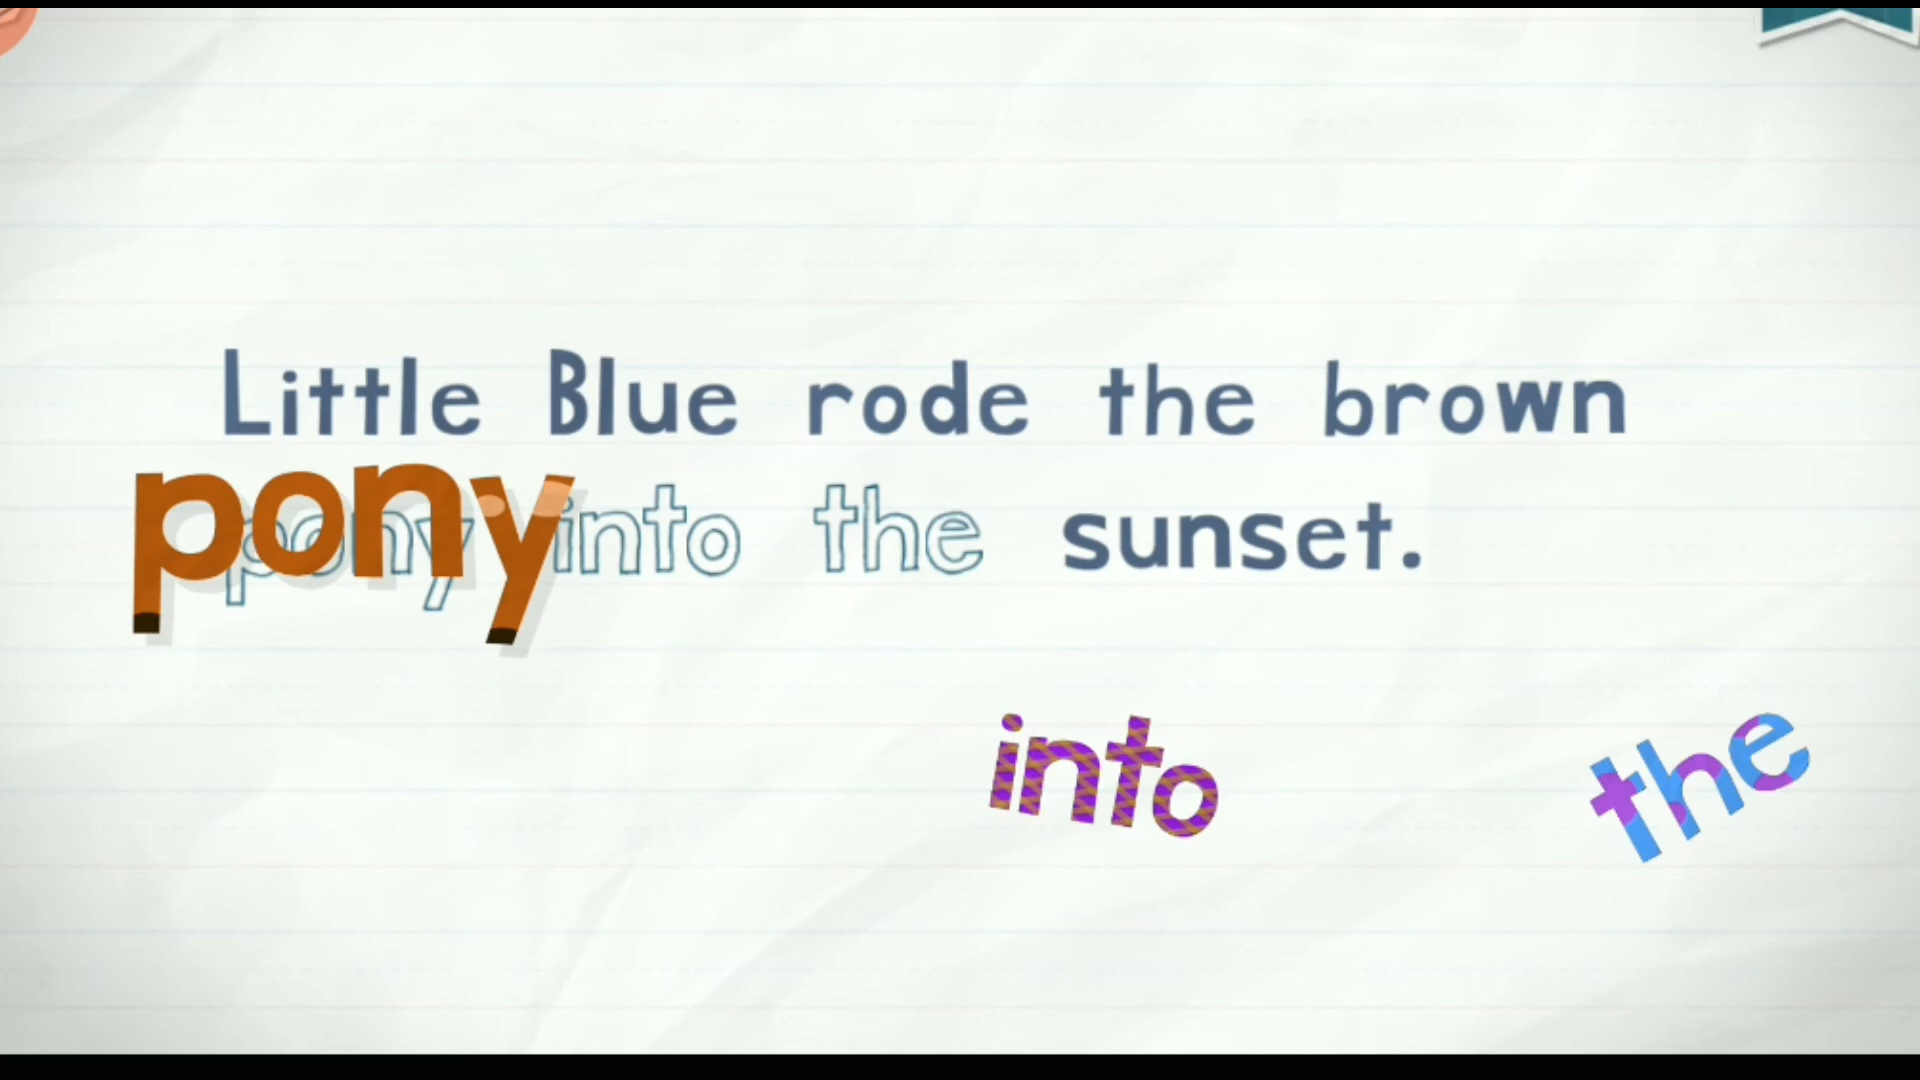 Little Blue rode the brown
pony into the sunset.
pony
into
the